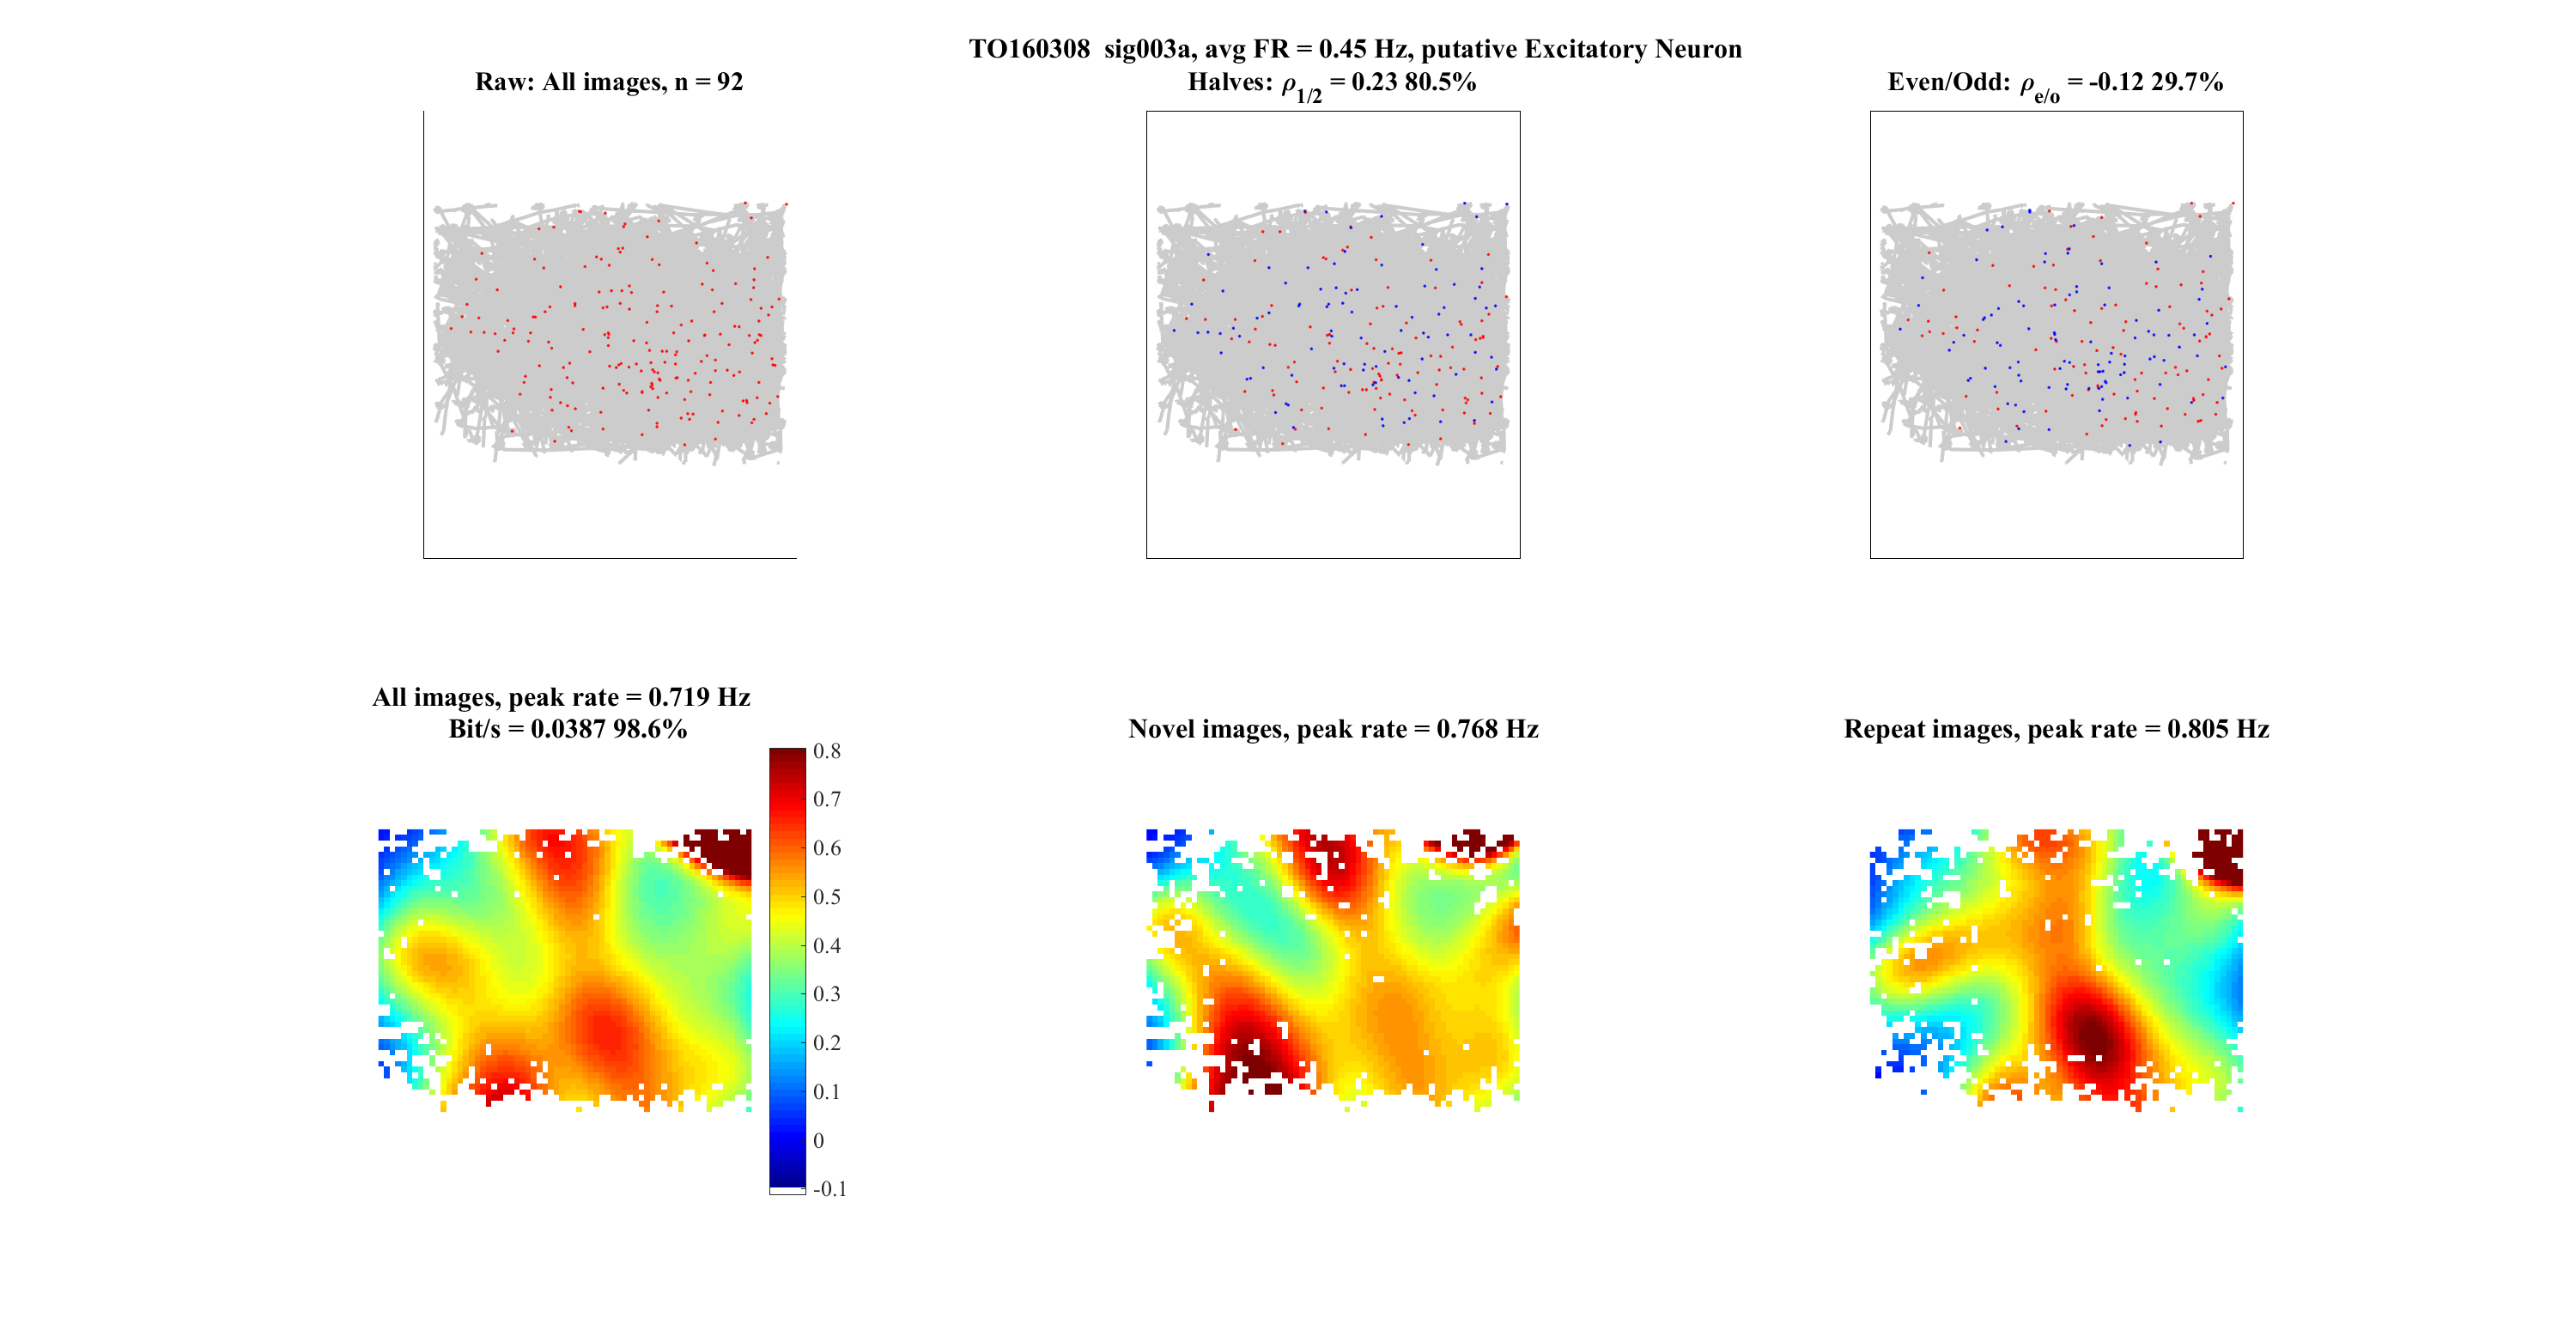 TO160308  sig003a, avg FR = 0.45 Hz, putative Excitatory Neuron
Raw: All images, n = 92
Halves: ρ1/2 = 0.23 80.5%
Even/Odd: ρe/o = -0.12 29.7%
All images, peak rate = 0.719 Hz
Bit/s = 0.0387 98.6%
Novel images, peak rate = 0.768 Hz
Repeat images, peak rate = 0.805 Hz
0.8
0.7
0.6
0.5
0.4
0.3
0.2
0.1
0
-0.1